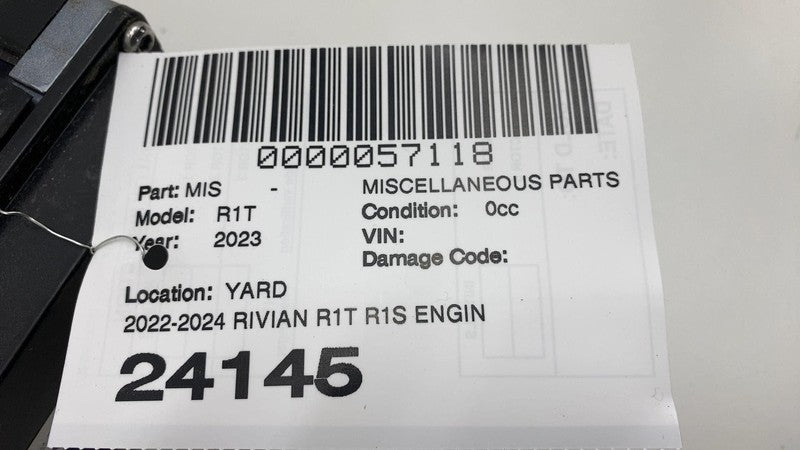 0000057118
Part: MIS - MISCELLANEOUS PARTS
Model: R1T Condition: 0cc
Year: 2023 VIN:
Damage Code:
Location: YARD
2022-2024 RIVIAN R1T R1S ENGIN
24145